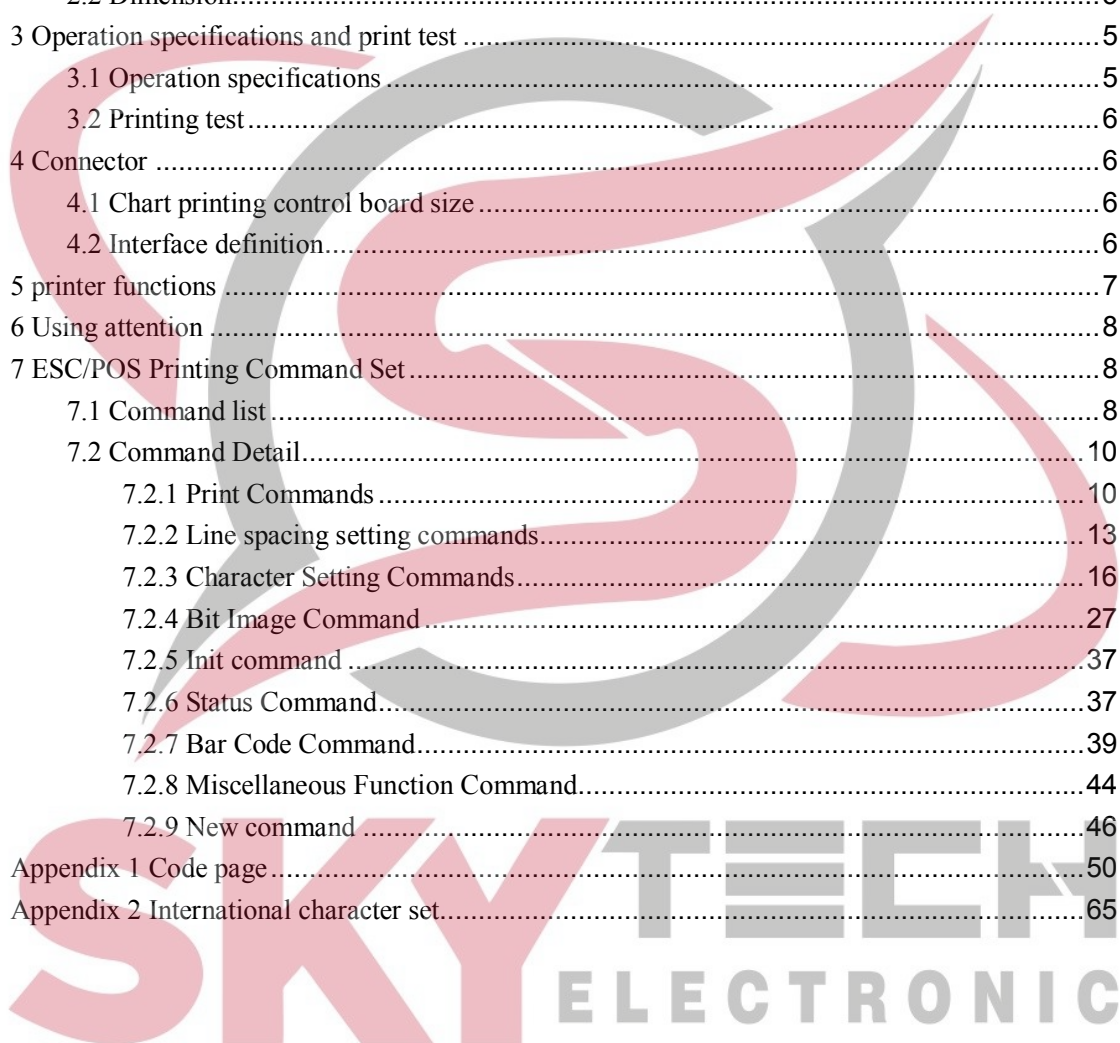 2.2 Dimension
3 Operation specifications and print test 5
3.1 Operation specifications 5
3.2 Printing test 6
4 Connector 6
4.1 Chart printing control board size 6
4.2 Interface definition 6
5 printer functions 7
6 Using attention 8
7 ESC/POS Printing Command Set 8
7.1 Command list 8
7.2 Command Detail 10
7.2.1 Print Commands 10
7.2.2 Line spacing setting commands 13
7.2.3 Character Setting Commands 16
7.2.4 Bit Image Command 27
7.2.5 Init command 37
7.2.6 Status Command 37
7.2.7 Bar Code Command 39
7.2.8 Miscellaneous Function Command 44
7.2.9 New command 46
Appendix 1 Code page 50
Appendix 2 International character set 65
SKYTECH
ELECTRONIC